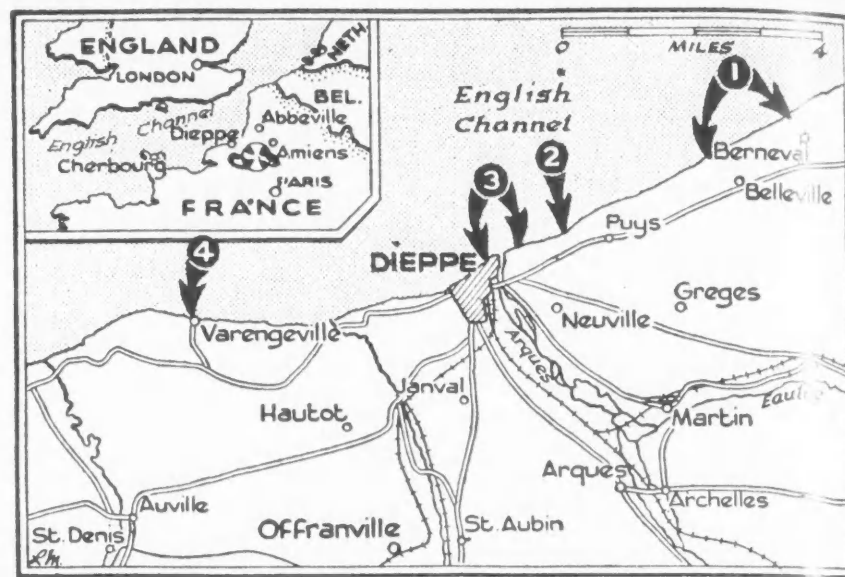 ENGLAND
LONDON
NETH.
BEL.
English Channel
Dieppe
Abbeville
Cherbourg
Amiens
PARIS
FRANCE
0 4
MILES
English
Channel
1
2
3
4
Berneval
Belleville
Puys
DIEPPE
Greges
Neuville
Varengeville
Arques
Janval
Hautot
Martin
Eaulne
Arques
Archelles
Auville
St. Denis
Offranville
St. Aubin